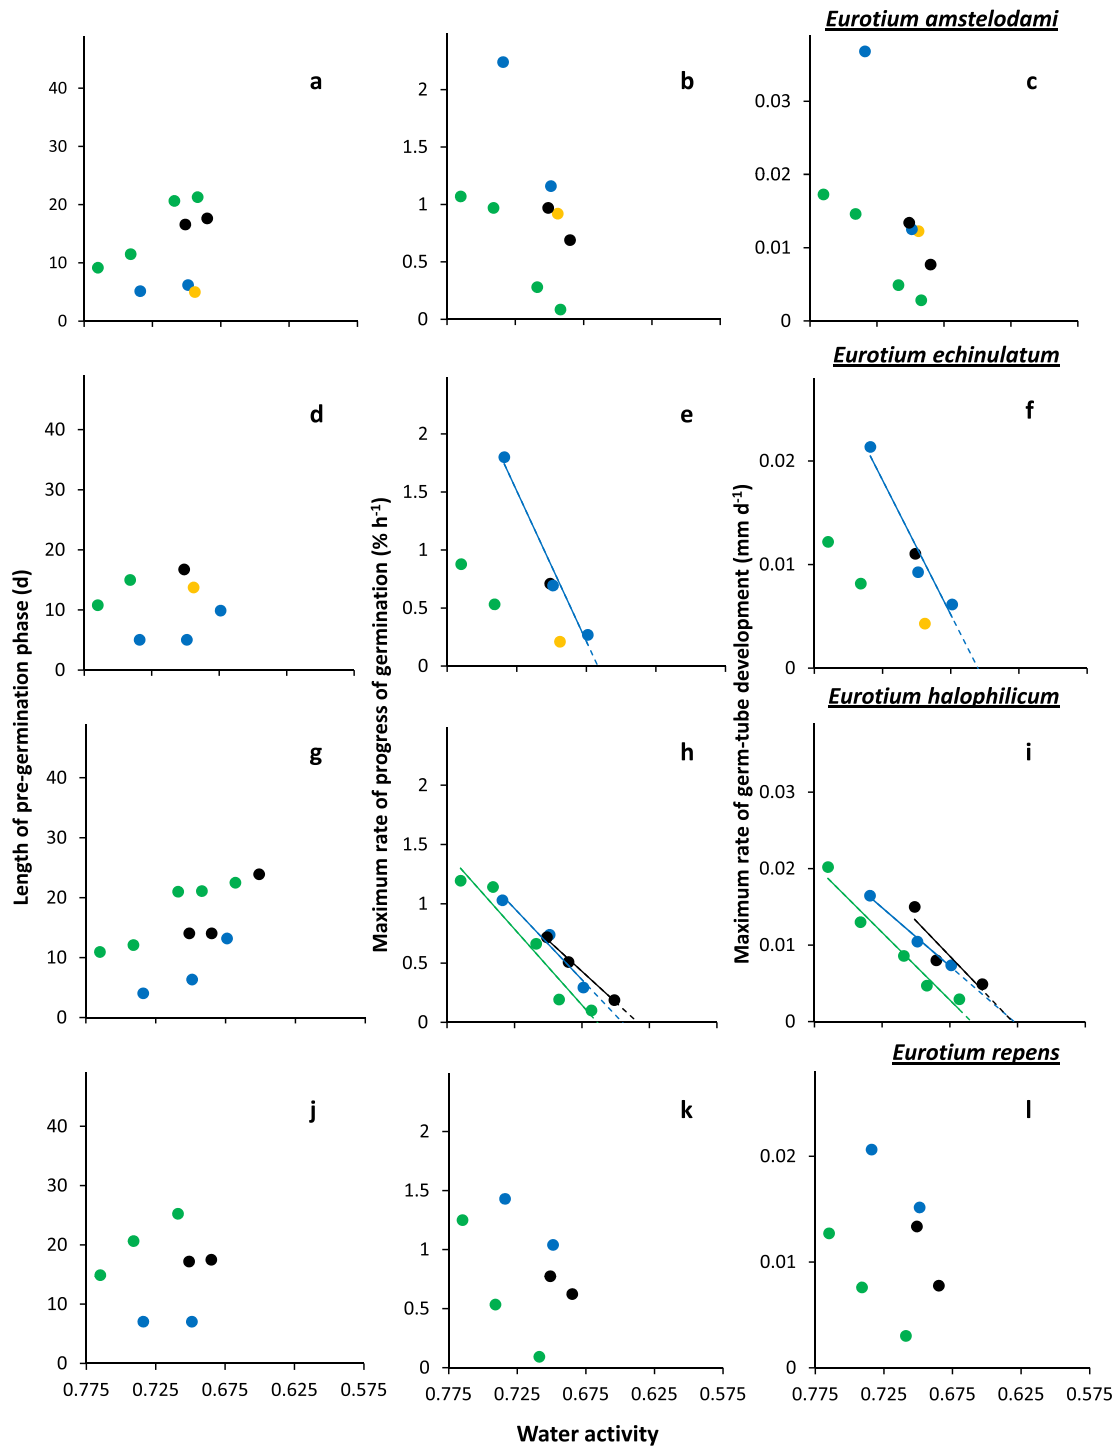 Eurotium amstelodami
a
40
30
20
10
0
b
2
1.5
1
0.5
0
c
0.03
0.02
0.01
0
Eurotium echinulatum
d
40
30
20
10
0
e
2
1
0
f
0.02
0.01
0
Eurotium halophilicum
g
40
30
20
10
0
h
2
1.5
1
0.5
0
i
0.03
0.02
0.01
0
Eurotium repens
j
40
30
20
10
0
k
2
1.5
1
0.5
0
l
0.02
0.01
0
Length of pre-germination phase (d)
Maximum rate of progress of germination (% h-1)
Maximum rate of germ-tube development (mm d-1)
0.775 0.725 0.675 0.625 0.575
0.775 0.725 0.675 0.625 0.575
0.775 0.725 0.675 0.625 0.575
Water activity